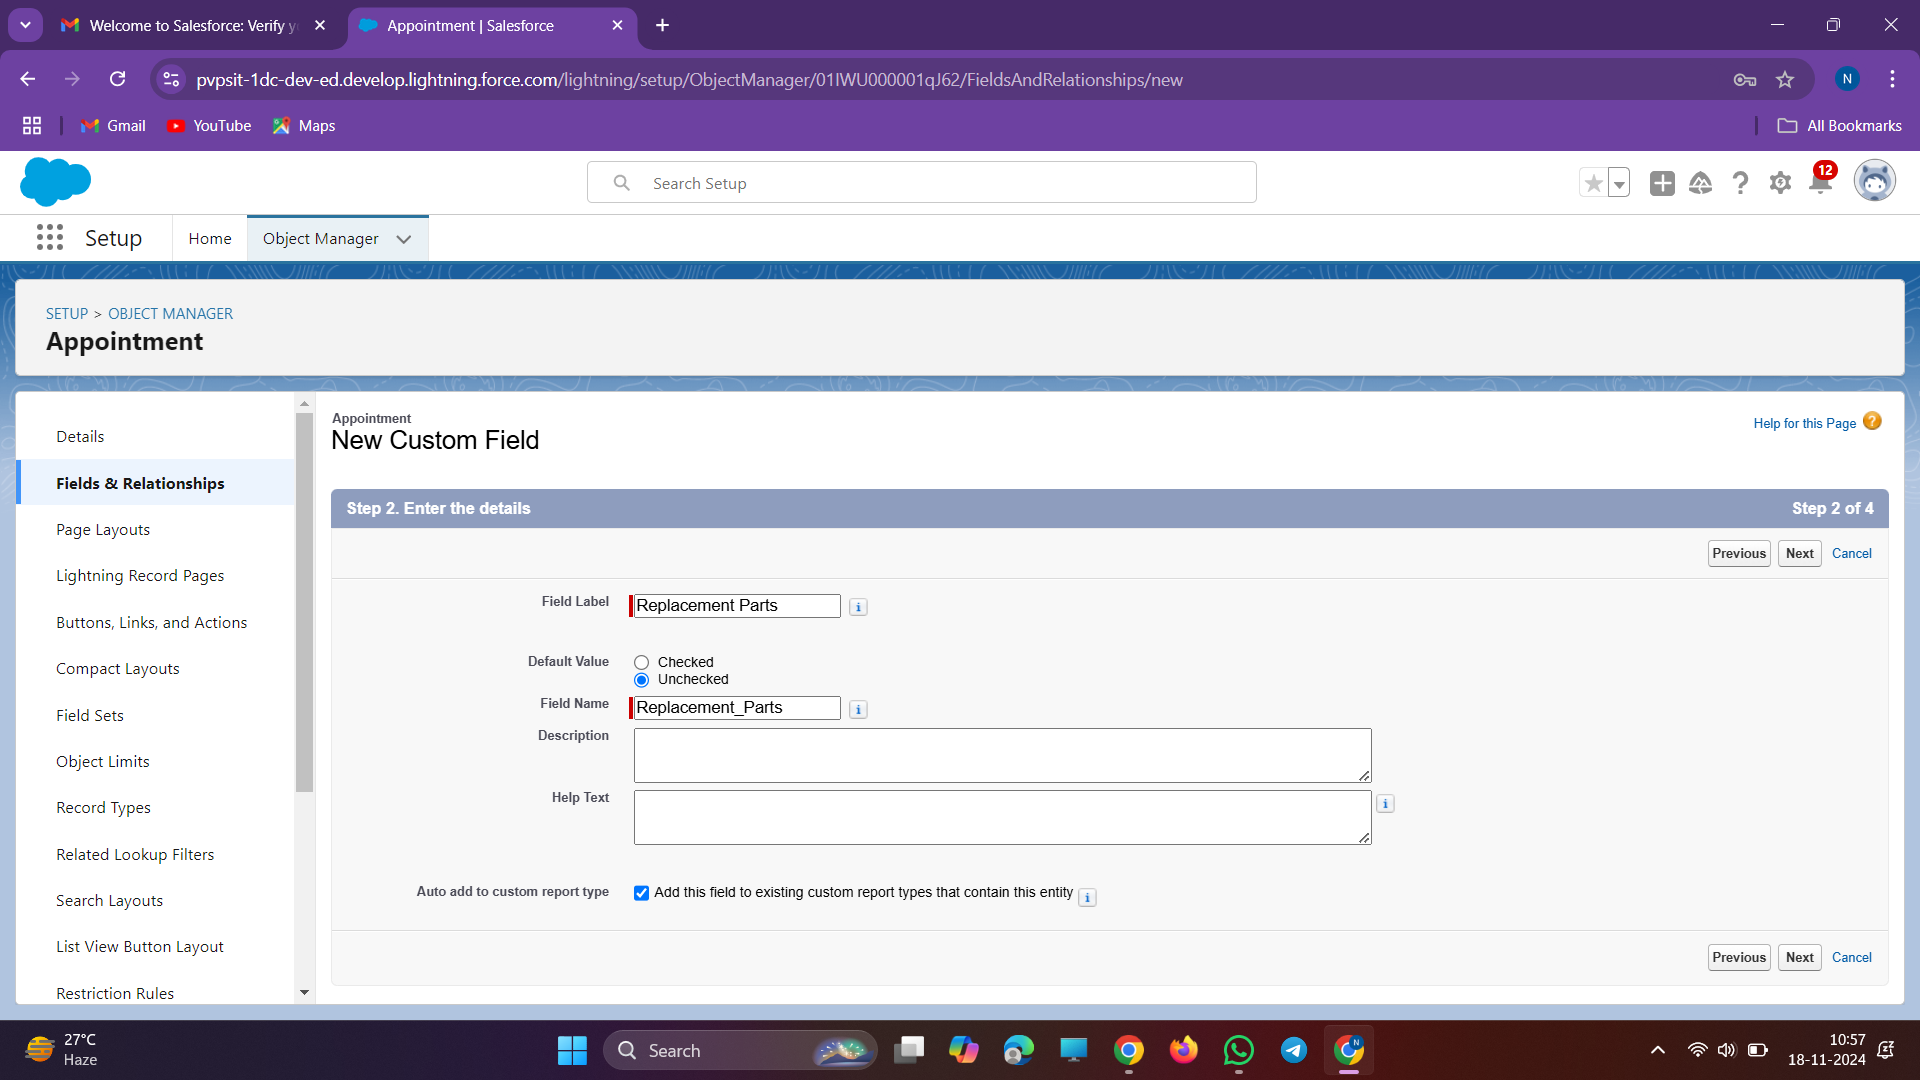 Welcome to Salesforce: Verify yo
Appointment | Salesforce
pvpsit-1dc-dev-ed.develop.lightning.force.com/lightning/setup/ObjectManager/01IWU000001qJ62/FieldsAndRelationships/new
N
Gmail
YouTube
Maps
All Bookmarks
Search Setup
12
Setup
Home
Object Manager
SETUP > OBJECT MANAGER
Appointment
Details
Fields & Relationships
Page Layouts
Lightning Record Pages
Buttons, Links, and Actions
Compact Layouts
Field Sets
Object Limits
Record Types
Related Lookup Filters
Search Layouts
List View Button Layout
Restriction Rules
Appointment
New Custom Field
Help for this Page
Step 2. Enter the details
Step 2 of 4
Previous
Next
Cancel
Field Label
Replacement Parts
Default Value
Checked
Unchecked
Field Name
Replacement_Parts
Description
Help Text
Auto add to custom report type
Add this field to existing custom report types that contain this entity
Previous
Next
Cancel
27°C
Haze
Search
N
10:57
18-11-2024